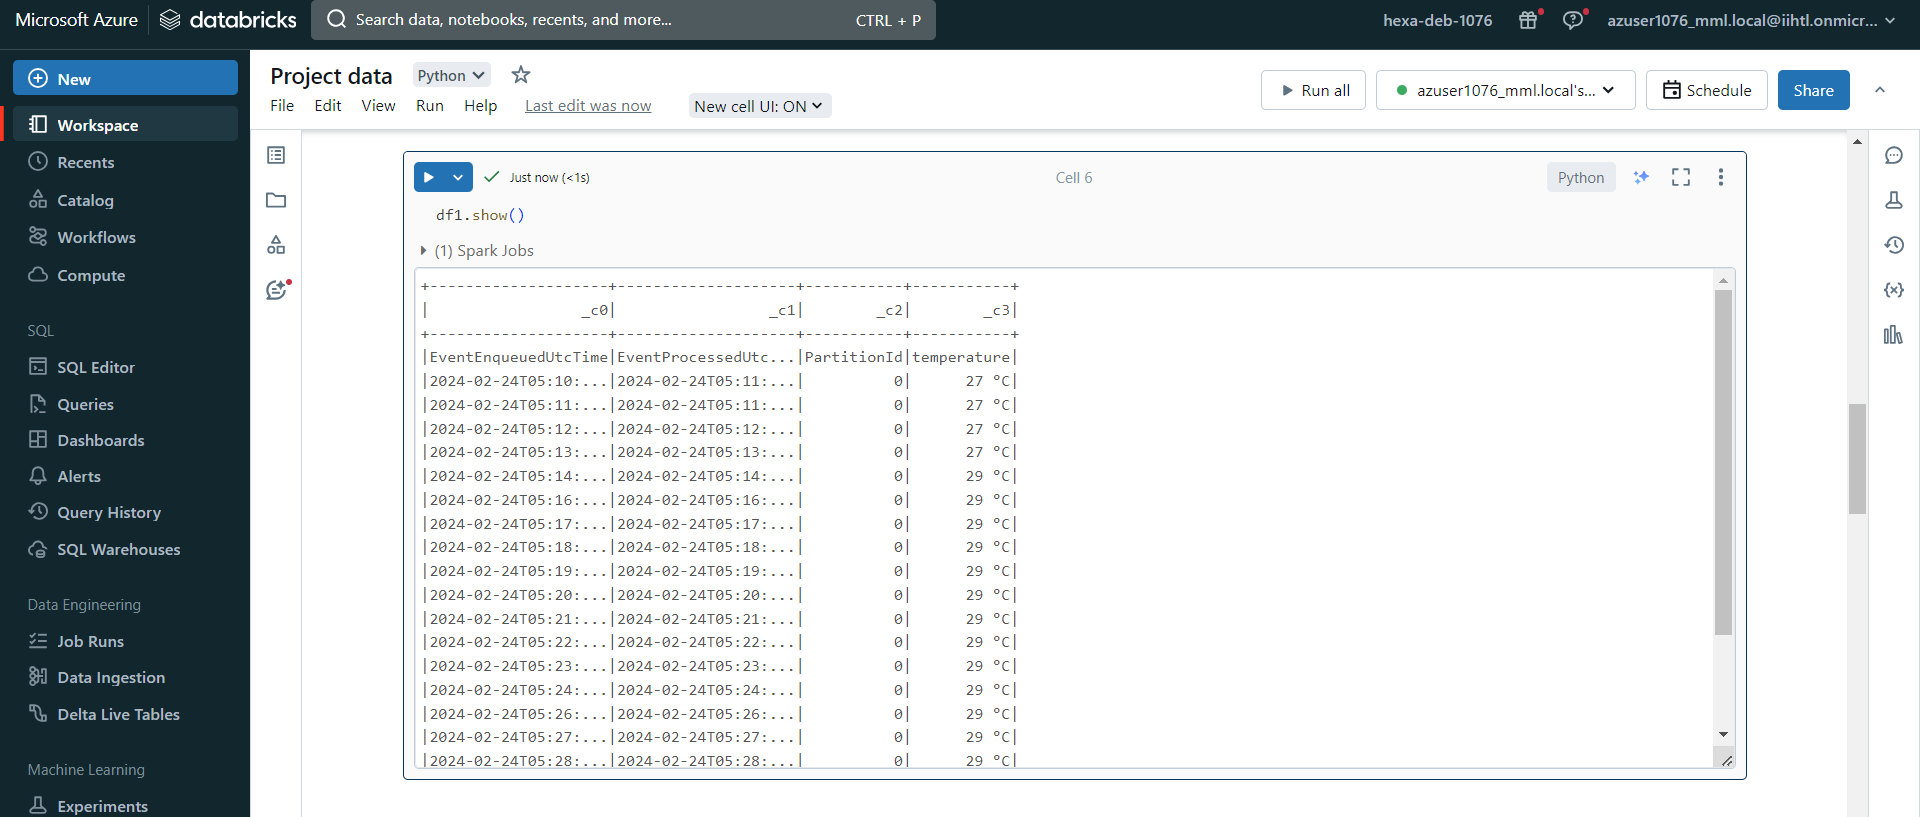 Microsoft Azure databricks Search data, notebooks, recents, and more... CTRL + P hexa-deb-1076 azuser1076_mml.local@iihtl.onmicr...
New
Workspace
Recents
Catalog
Workflows
Compute
SQL
SQL Editor
Queries
Dashboards
Alerts
Query History
SQL Warehouses
Data Engineering
Job Runs
Data Ingestion
Delta Live Tables
Machine Learning
Experiments
Project data Python
File Edit View Run Help Last edit was now New cell UI: ON
Run all azuser1076_mml.local's... Schedule Share
Just now (<1s) Cell 6 Python
df1.show()
(1) Spark Jobs
+--------------------+--------------------+-----------+-----------+
|                 _c0|                 _c1|        _c2|        _c3|
+--------------------+--------------------+-----------+-----------+
|EventEnqueuedUtcTime|EventProcessedUtc...|PartitionId|temperature|
|2024-02-24T05:10:...|2024-02-24T05:11:...|          0|      27 °C|
|2024-02-24T05:11:...|2024-02-24T05:11:...|          0|      27 °C|
|2024-02-24T05:12:...|2024-02-24T05:12:...|          0|      27 °C|
|2024-02-24T05:13:...|2024-02-24T05:13:...|          0|      27 °C|
|2024-02-24T05:14:...|2024-02-24T05:14:...|          0|      29 °C|
|2024-02-24T05:16:...|2024-02-24T05:16:...|          0|      29 °C|
|2024-02-24T05:17:...|2024-02-24T05:17:...|          0|      29 °C|
|2024-02-24T05:18:...|2024-02-24T05:18:...|          0|      29 °C|
|2024-02-24T05:19:...|2024-02-24T05:19:...|          0|      29 °C|
|2024-02-24T05:20:...|2024-02-24T05:20:...|          0|      29 °C|
|2024-02-24T05:21:...|2024-02-24T05:21:...|          0|      29 °C|
|2024-02-24T05:22:...|2024-02-24T05:22:...|          0|      29 °C|
|2024-02-24T05:23:...|2024-02-24T05:23:...|          0|      29 °C|
|2024-02-24T05:24:...|2024-02-24T05:24:...|          0|      29 °C|
|2024-02-24T05:26:...|2024-02-24T05:26:...|          0|      29 °C|
|2024-02-24T05:27:...|2024-02-24T05:27:...|          0|      29 °C|
|2024-02-24T05:28:...|2024-02-24T05:28:...|          0|      29 °C|